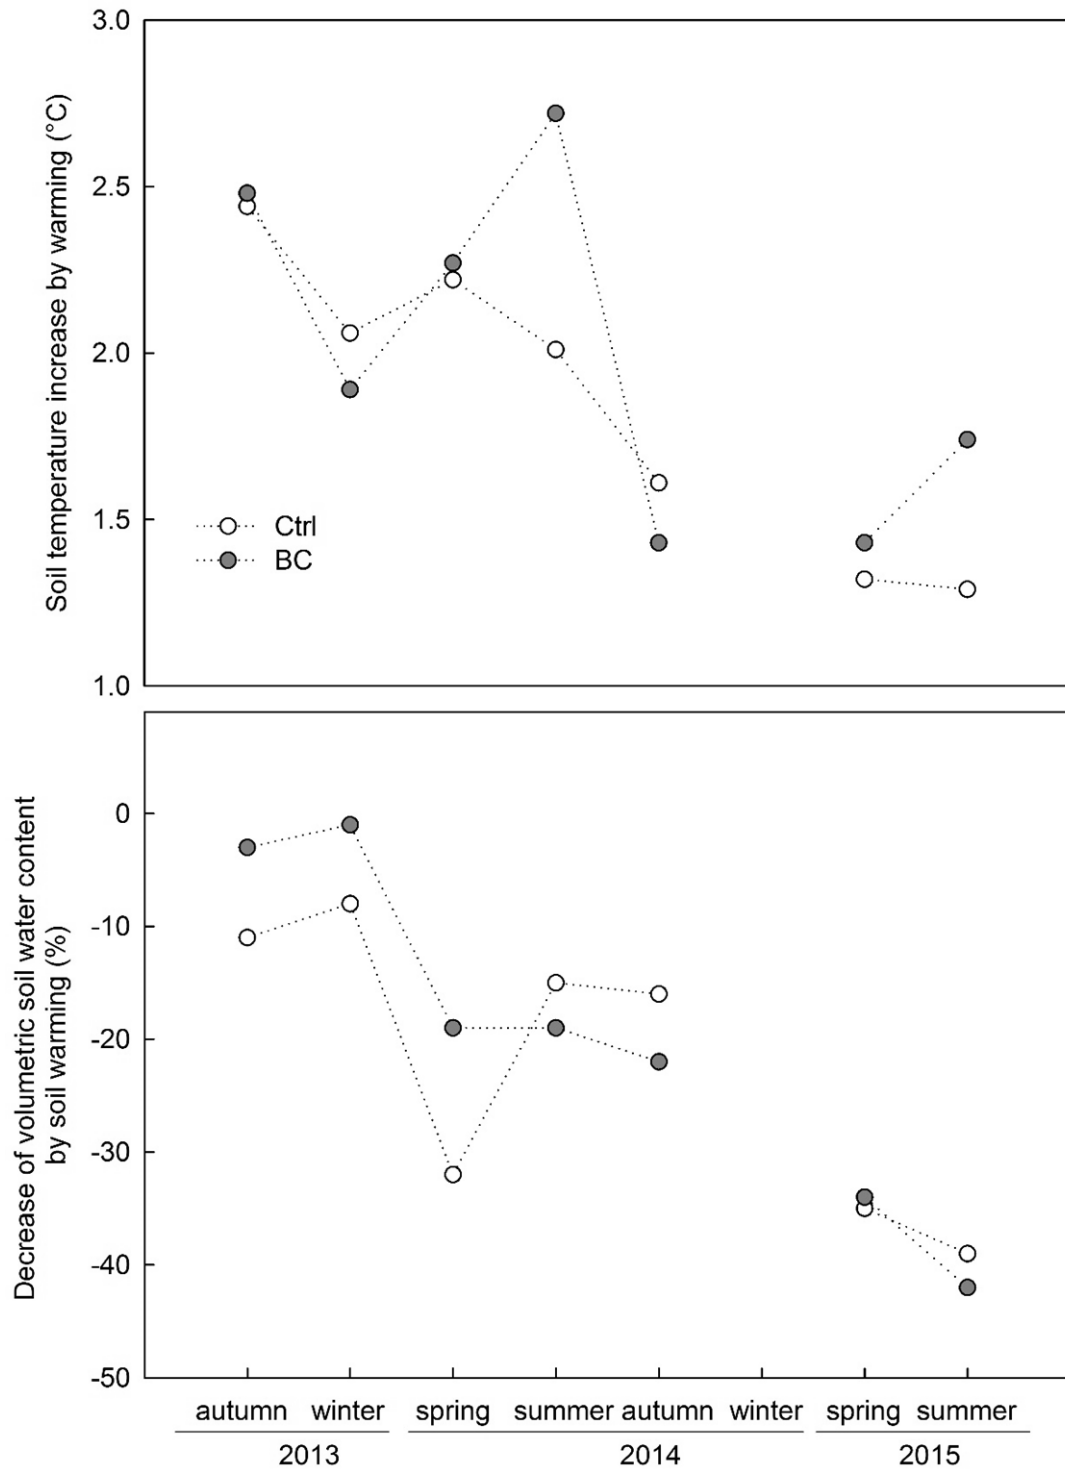 Soil temperature increase by warming (°C)
3.0
2.5
2.0
1.5
1.0
Ctrl
BC
Decrease of volumetric soil water content
by soil warming (%)
0
-10
-20
-30
-40
-50
autumn winter spring summer autumn winter spring summer
2013 2014 2015